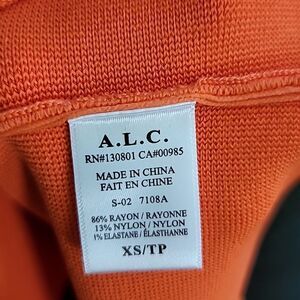 A.L.C.
RN#130801 CA#00985
MADE IN CHINA
FAIT EN CHINE
S-02 7108A
86% RAYON / RAYONNE
13% NYLON / NYLON
1% ELASTANE / ÉLASTHANNE
XS/TP